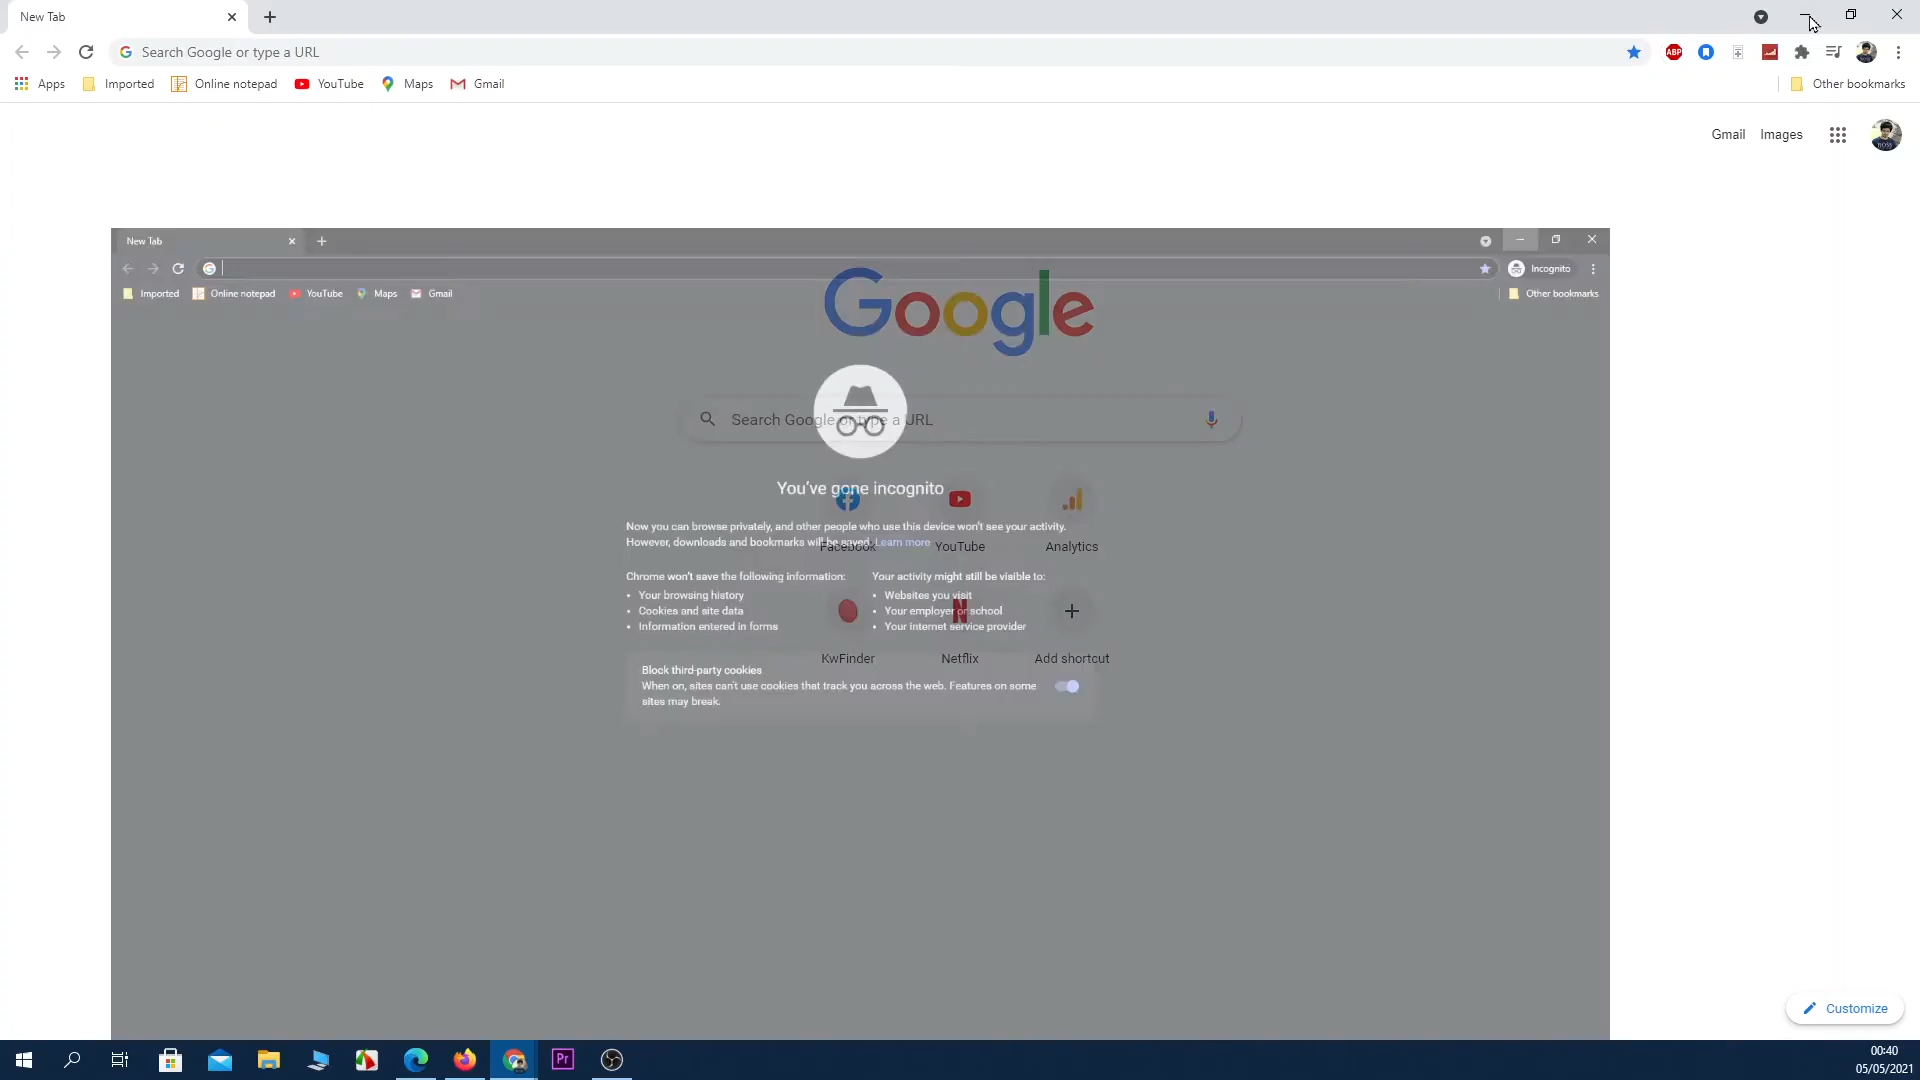 New Tab
Search Google or type a URL
Apps Imported Online notepad YouTube Maps Gmail Other bookmarks
Gmail Images
New Tab
Incognito
Imported Online notepad YouTube Maps Gmail Other bookmarks
Google
Search Google or type a URL
You've gone incognito
Now you can browse privately, and other people who use this device won't see your activity.
However, downloads and bookmarks will be saved. Learn more
Facebook YouTube Analytics
Chrome won't save the following information:
Your browsing history
Cookies and site data
Information entered in forms
Your activity might still be visible to:
Websites you visit
Your employer or school
Your internet service provider
KwFinder Netflix Add shortcut
Block third-party cookies
When on, sites can't use cookies that track you across the web. Features on some
sites may break.
Customize
ABP
Pr
00:40
05/05/2021